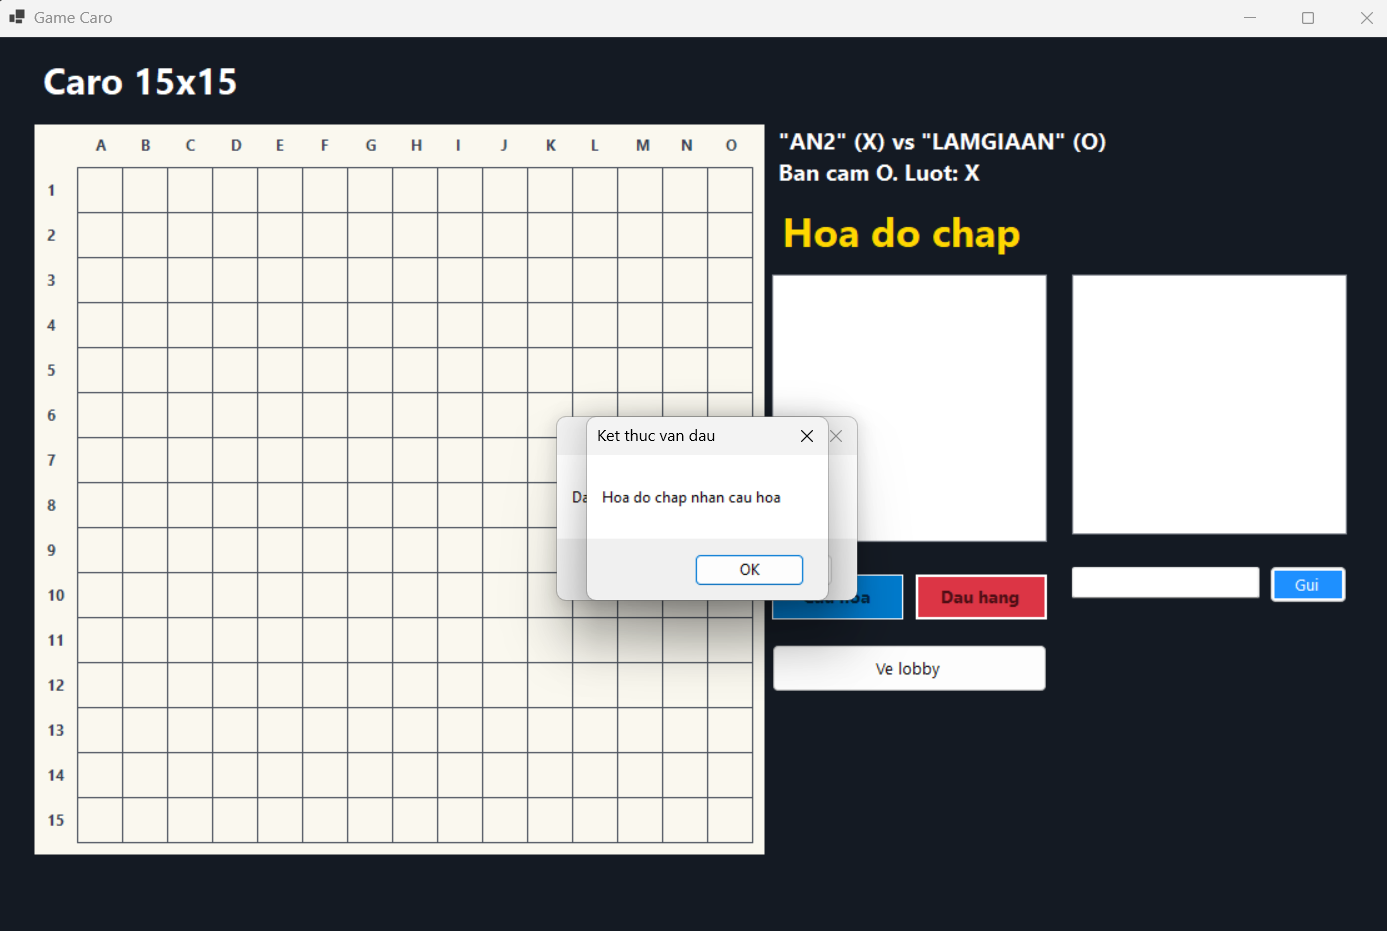 Game Caro
Caro 15x15
A B C D E F G H I J K L M N O
1
2
3
4
5
6
7
8
9
10
11
12
13
14
15
"AN2" (X) vs "LAMGIAAN" (O)
Ban cam O. Luot: X
Hoa do chap
Ket thuc van dau
Hoa do chap nhan cau hoa
OK
Dau hang
Gui
Ve lobby